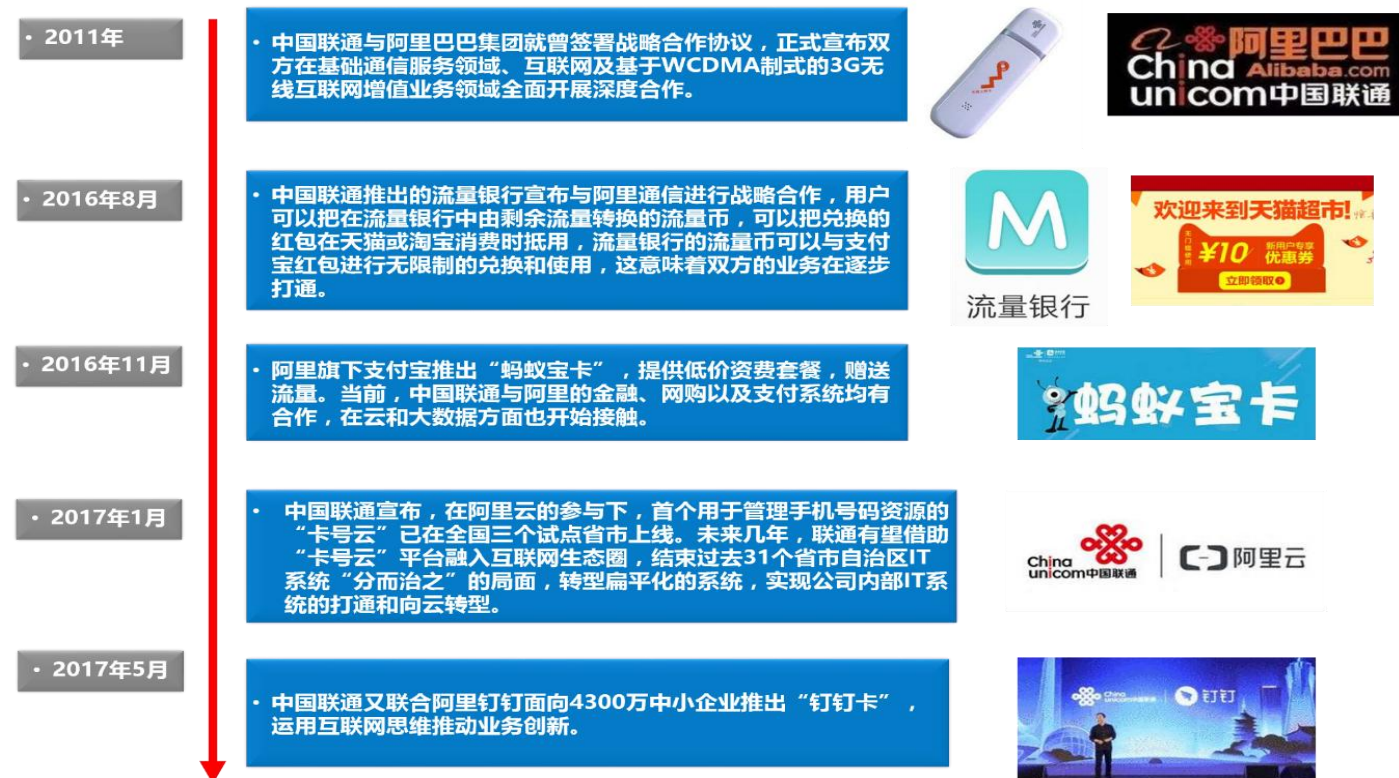 • 2011年
• 中国联通与阿里巴巴集团就曾签署战略合作协议，正式宣布双
方在基础通信服务领域、互联网及基于WCDMA制式的3G无
线互联网增值业务领域全面开展深度合作。
阿里巴巴
China Alibaba.com
unicom中国联通
• 2016年8月
• 中国联通推出的流量银行宣布与阿里通信进行战略合作，用户
可以把在流量银行中由剩余流量转换的流量币，可以把兑换的
红包在天猫或淘宝消费时抵用，流量银行的流量币可以与支付
宝红包进行无限制的兑换和使用，这意味着双方的业务在逐步
打通。
M
流量银行
欢迎来到天猫超市!
无门槛使用
¥10
新用户专享
优惠券
立即领取
• 2016年11月
• 阿里旗下支付宝推出“蚂蚁宝卡”，提供低价资费套餐，赠送
流量。当前，中国联通与阿里的金融、网购以及支付系统均有
合作，在云和大数据方面也开始接触。
蚂蚁宝卡
• 2017年1月
• 中国联通宣布，在阿里云的参与下，首个用于管理手机号码资源的
“卡号云”已在全国三个试点省市上线。未来几年，联通有望借助
“卡号云”平台融入互联网生态圈，结束过去31个省市自治区IT
系统“分而治之”的局面，转型扁平化的系统，实现公司内部IT系
统的打通和向云转型。
China
unicom中国联通
阿里云
• 2017年5月
• 中国联通又联合阿里钉钉面向4300万中小企业推出“钉钉卡”，
运用互联网思维推动业务创新。
China
unicom中国联通
钉钉